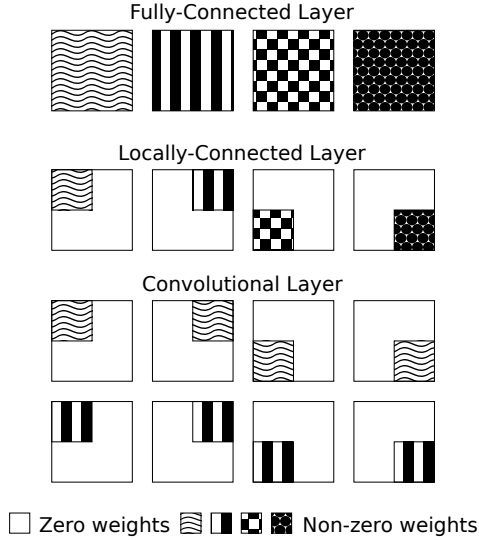 Fully-Connected Layer
Locally-Connected Layer
Convolutional Layer
Zero weights Non-zero weights